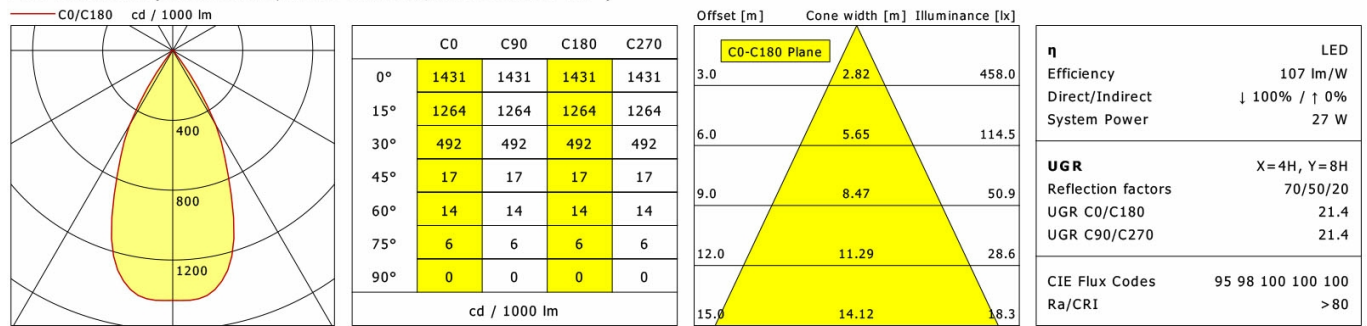 C0/C180 cd / 1000 lm
400
800
1200
C0 C90 C180 C270
0° 1431 1431 1431 1431
15° 1264 1264 1264 1264
30° 492 492 492 492
45° 17 17 17 17
60° 14 14 14 14
75° 6 6 6 6
90° 0 0 0 0
cd / 1000 lm
Offset [m] Cone width [m] Illuminance [lx]
C0-C180 Plane
3.0 2.82 458.0
6.0 5.65 114.5
9.0 8.47 50.9
12.0 11.29 28.6
15.0 14.12 18.3
η LED
Efficiency 107 lm/W
Direct/Indirect ↓ 100% / ↑ 0%
System Power 27 W
UGR X=4H, Y=8H
Reflection factors 70/50/20
UGR C0/C180 21.4
UGR C90/C270 21.4
CIE Flux Codes 95 98 100 100 100
Ra/CRI >80